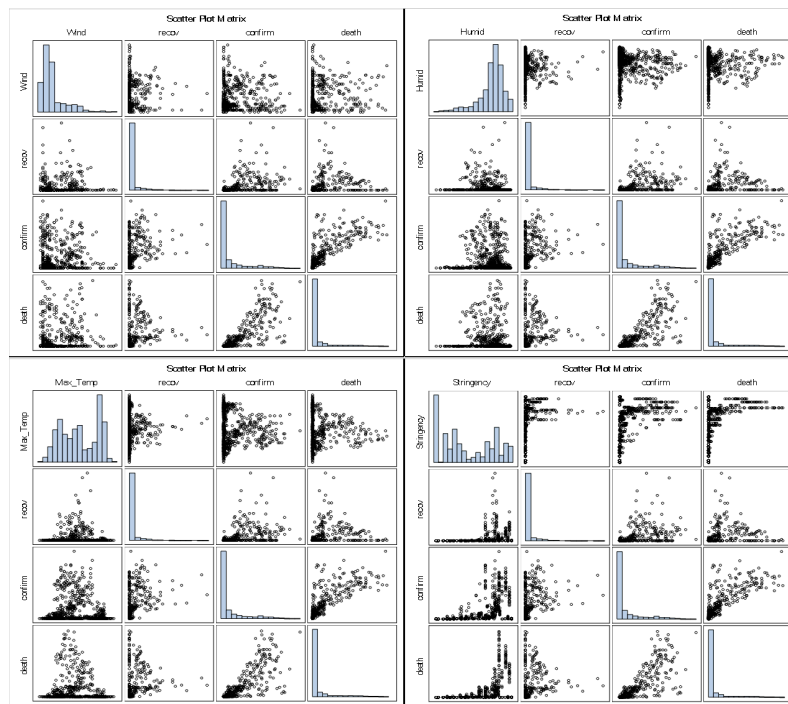 Scatter Plot Matrix
Wind recov confirm death
Wind
recov
confirm
death
Scatter Plot Matrix
Humid recov confirm death
Humid
recov
confirm
death
Scatter Plot Matrix
Max_Temp recov confirm death
Max_Temp
recov
confirm
death
Scatter Plot Matrix
Stringency recov confirm death
Stringency
recov
confirm
death